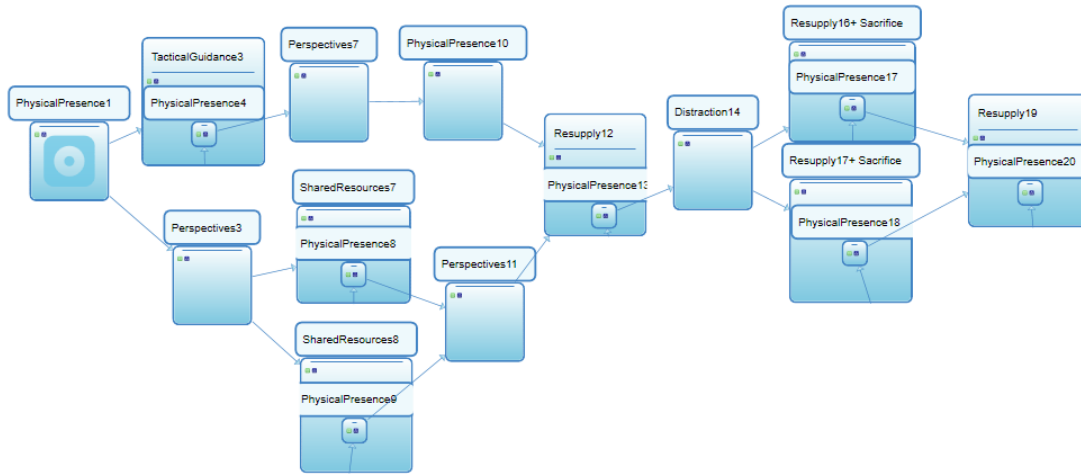 PhysicalPresence1
TacticalGuidance3
PhysicalPresence4
Perspectives7
PhysicalPresence10
Perspectives3
SharedResources7
PhysicalPresence8
SharedResources8
PhysicalPresence9
Perspectives11
Resupply12
PhysicalPresence13
Distraction14
Resupply16+ Sacrifice
PhysicalPresence17
Resupply17+ Sacrifice
PhysicalPresence18
Resupply19
PhysicalPresence20